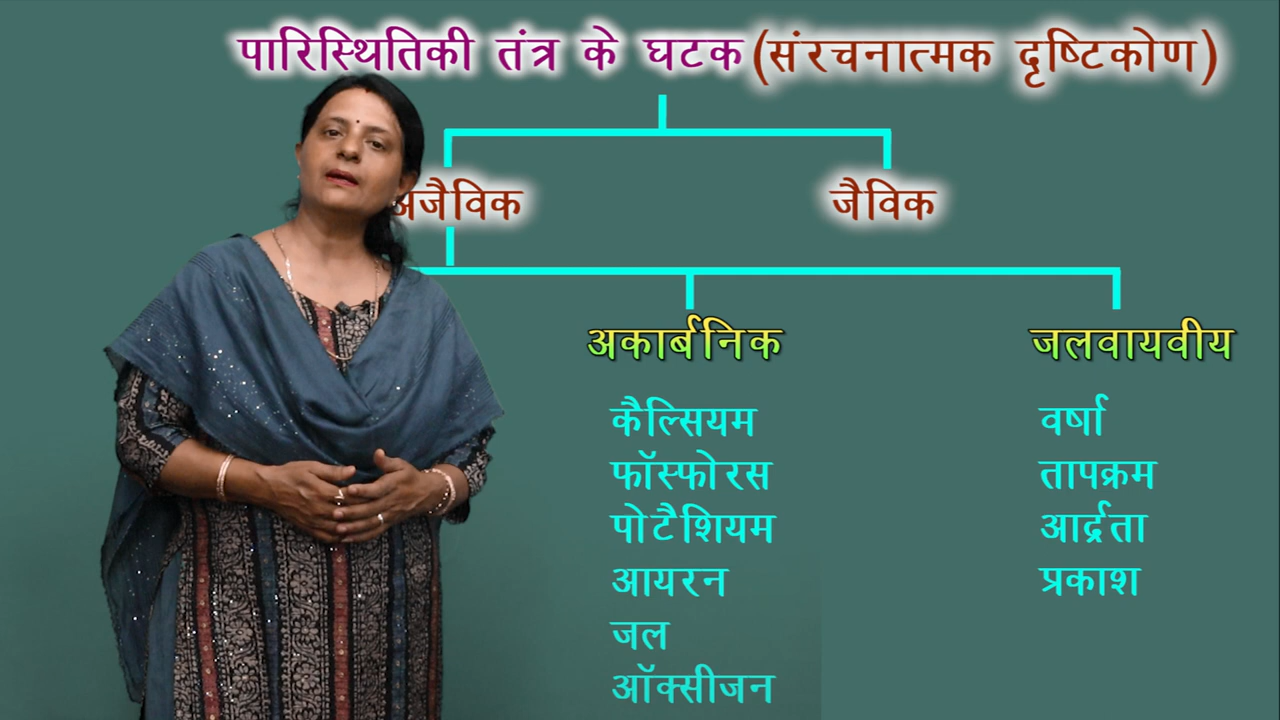 पारिस्थितिकी तंत्र के घटक (संरचनात्मक दृष्टिकोण)
अजैविक जैविक
अकार्बनिक जलवायवीय
कैल्सियम वर्षा
फॉस्फोरस तापक्रम
पोटैशियम आर्द्रता
आयरन प्रकाश
जल
ऑक्सीजन